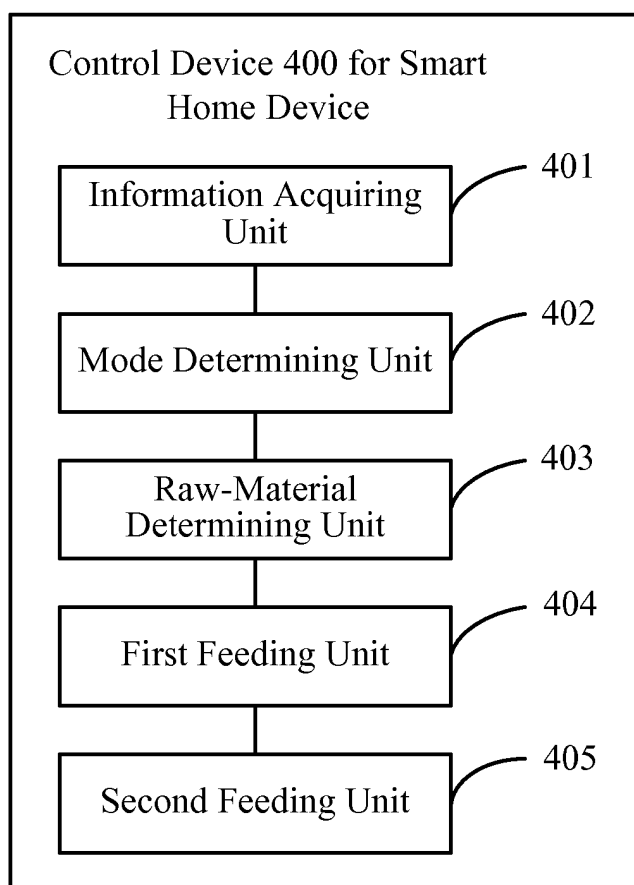 Control Device 400 for Smart
Home Device
401
Information Acquiring
Unit
402
Mode Determining Unit
403
Raw-Material
Determining Unit
404
First Feeding Unit
405
Second Feeding Unit